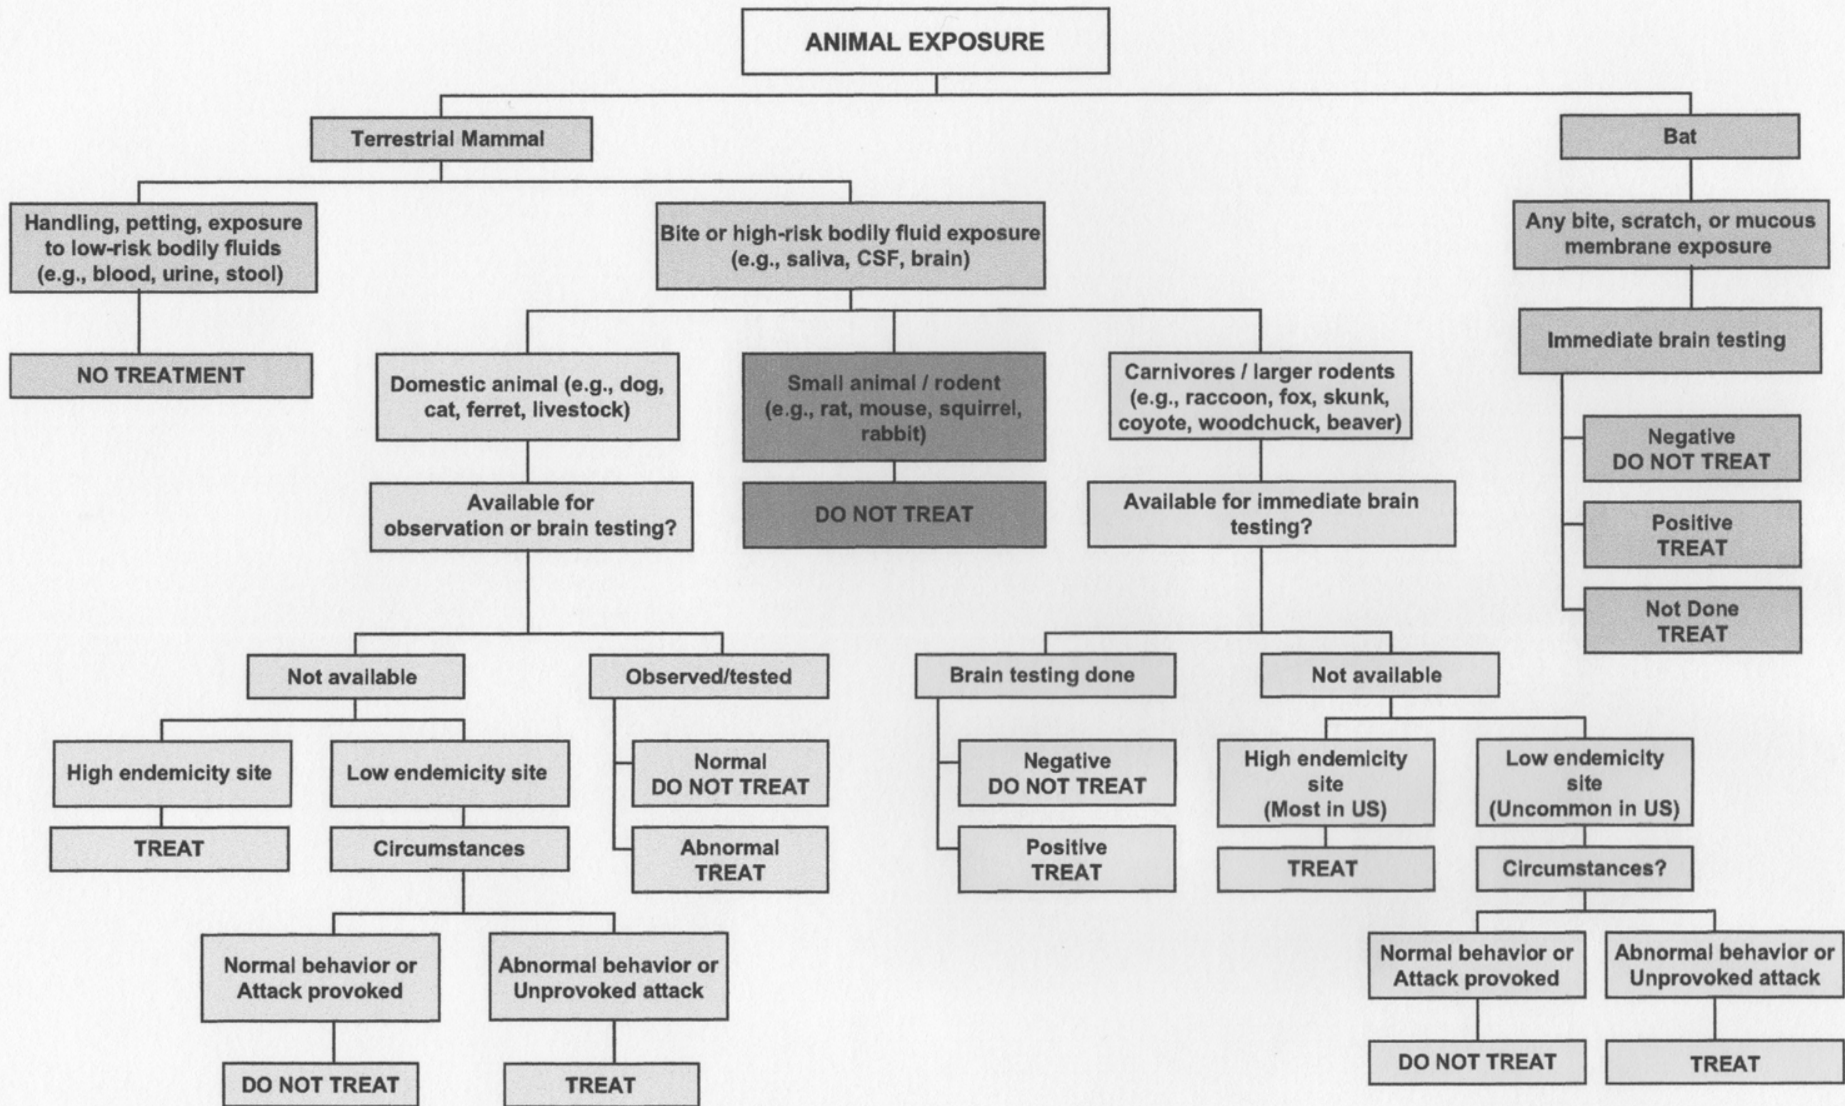 ANIMAL EXPOSURE
Terrestrial Mammal
Bat
Handling, petting, exposure
to low-risk bodily fluids
(e.g., blood, urine, stool)
Bite or high-risk bodily fluid exposure
(e.g., saliva, CSF, brain)
Any bite, scratch, or mucous
membrane exposure
NO TREATMENT
Domestic animal (e.g., dog,
cat, ferret, livestock)
Small animal / rodent
(e.g., rat, mouse, squirrel,
rabbit)
Carnivores / larger rodents
(e.g., raccoon, fox, skunk,
coyote, woodchuck, beaver)
Immediate brain testing
Available for
observation or brain testing?
DO NOT TREAT
Available for immediate brain
testing?
Negative
DO NOT TREAT
Positive
TREAT
Not Done
TREAT
Not available
Observed/tested
Brain testing done
Not available
High endemicity site
Low endemicity site
Normal
DO NOT TREAT
Negative
DO NOT TREAT
High endemicity
site
(Most in US)
Low endemicity
site
(Uncommon in US)
TREAT
Circumstances
Abnormal
TREAT
Positive
TREAT
TREAT
Circumstances?
Normal behavior or
Attack provoked
Abnormal behavior or
Unprovoked attack
Normal behavior or
Attack provoked
Abnormal behavior or
Unprovoked attack
DO NOT TREAT
TREAT
DO NOT TREAT
TREAT